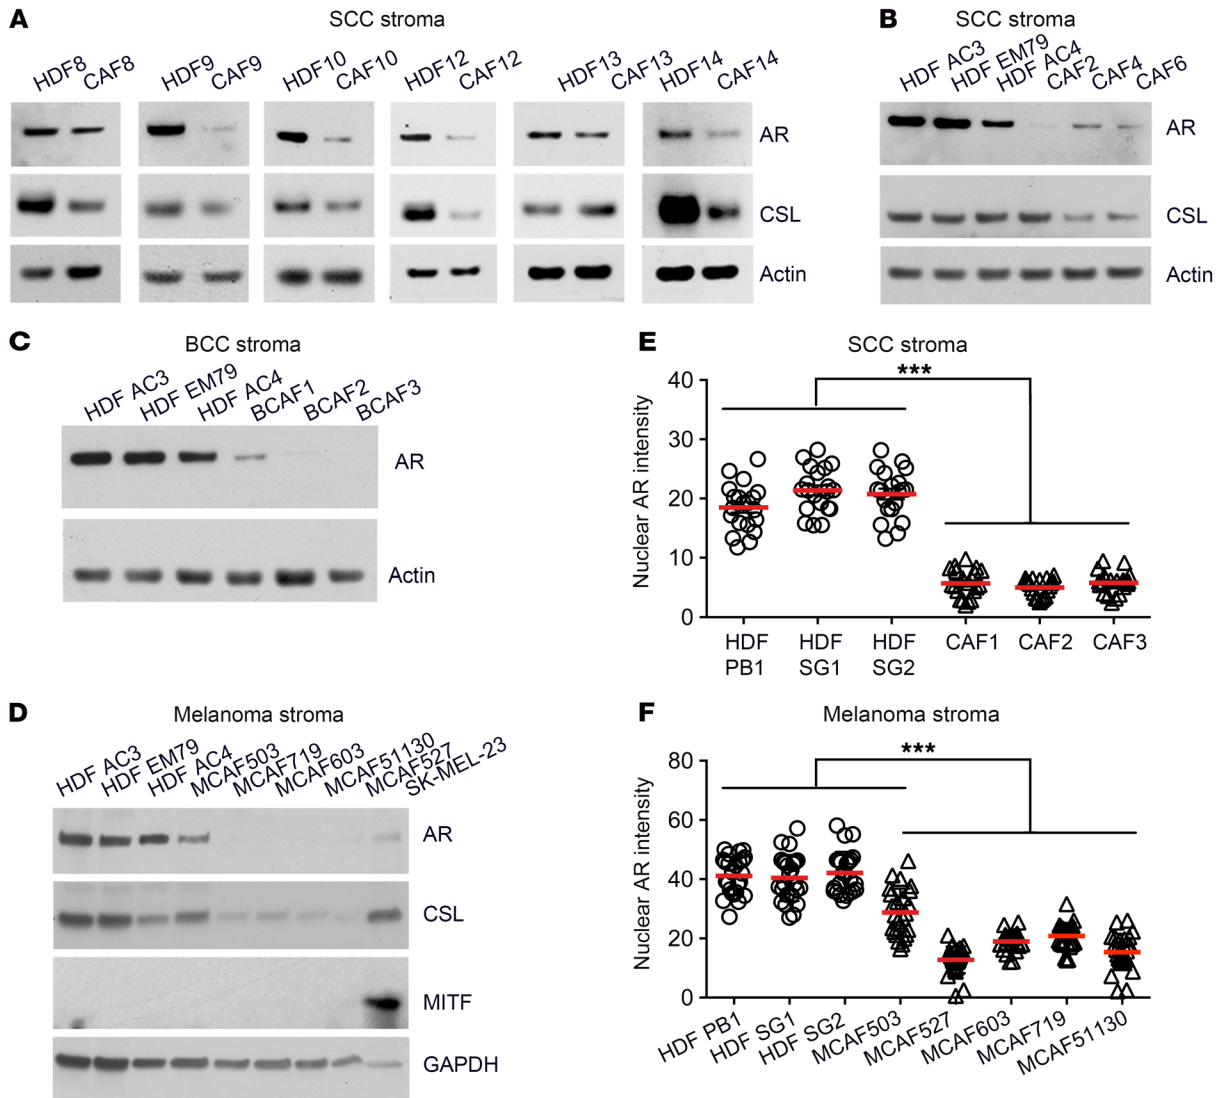 A
SCC stroma
HDF8 CAF8 HDF9 CAF9 HDF10 CAF10 HDF12 CAF12 HDF13 CAF13 HDF14 CAF14
AR
CSL
Actin
B
SCC stroma
HDF AC3 HDF EM79 HDF AC4 CAF2 CAF4 CAF6
AR
CSL
Actin
C
BCC stroma
HDF AC3 HDF EM79 HDF AC4 BCAF1 BCAF2 BCAF3
AR
Actin
E
SCC stroma
***
Nuclear AR intensity
40
30
20
10
0
HDF PB1
HDF SG1
HDF SG2
CAF1
CAF2
CAF3
D
Melanoma stroma
HDF AC3 HDF EM79 HDF AC4 MCAF503 MCAF719 MCAF603 MCAF51130 MCAF527 SK-MEL-23
AR
CSL
MITF
GAPDH
F
Melanoma stroma
***
Nuclear AR intensity
80
60
40
20
0
HDF PB1
HDF SG1
HDF SG2
MCAF503
MCAF527
MCAF603
MCAF719
MCAF51130